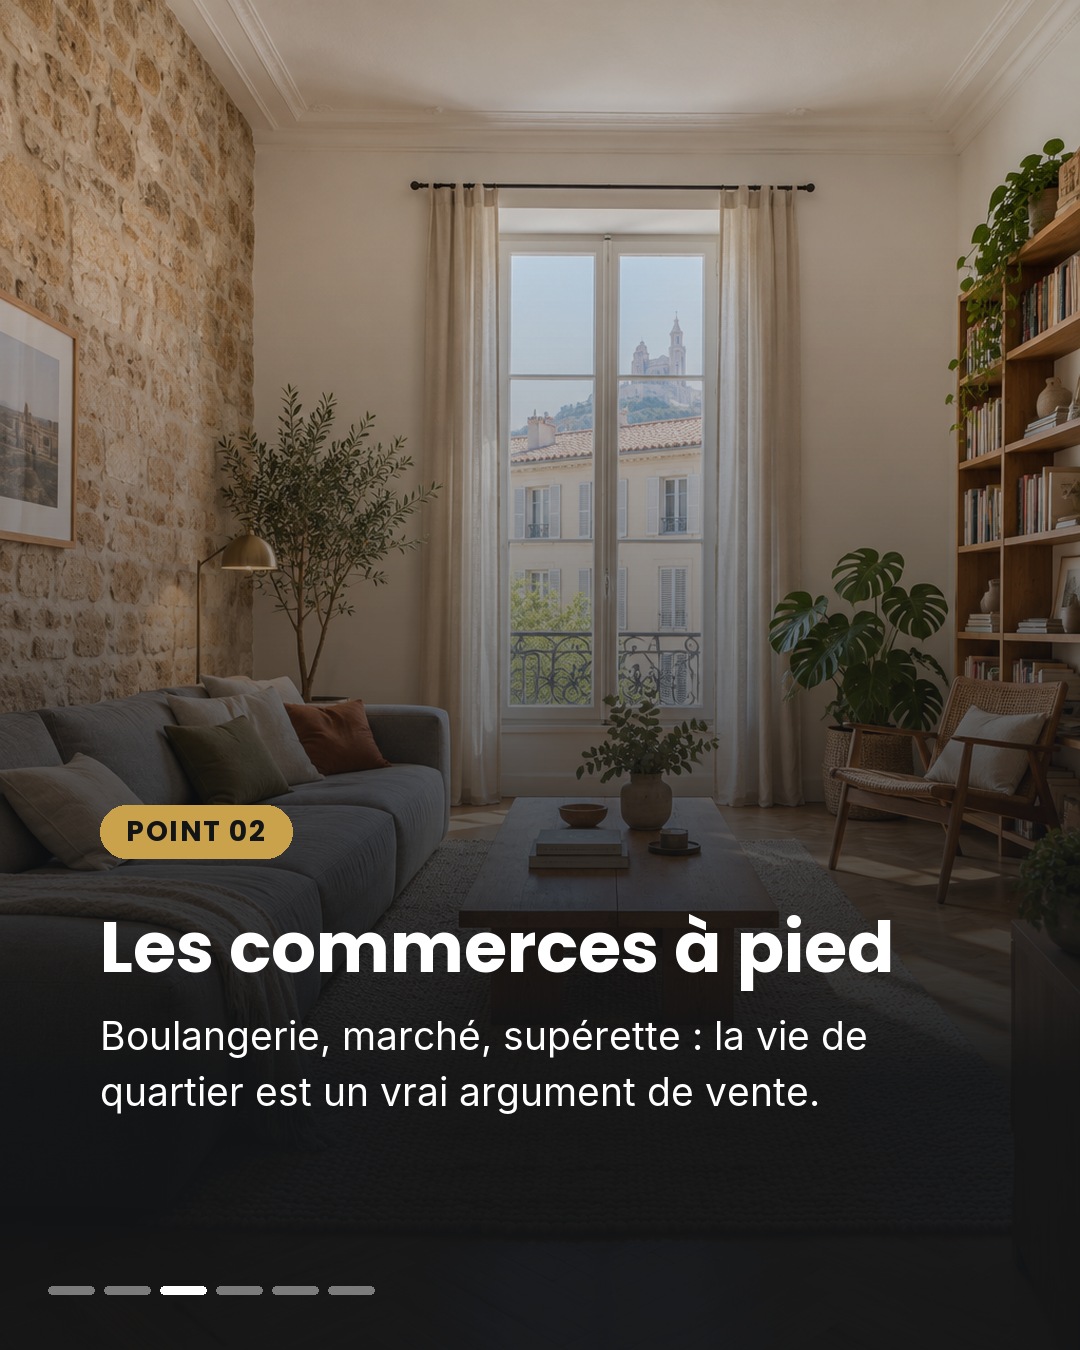 POINT 02
Les commerces à pied
Boulangerie, marché, supérette : la vie de
quartier est un vrai argument de vente.